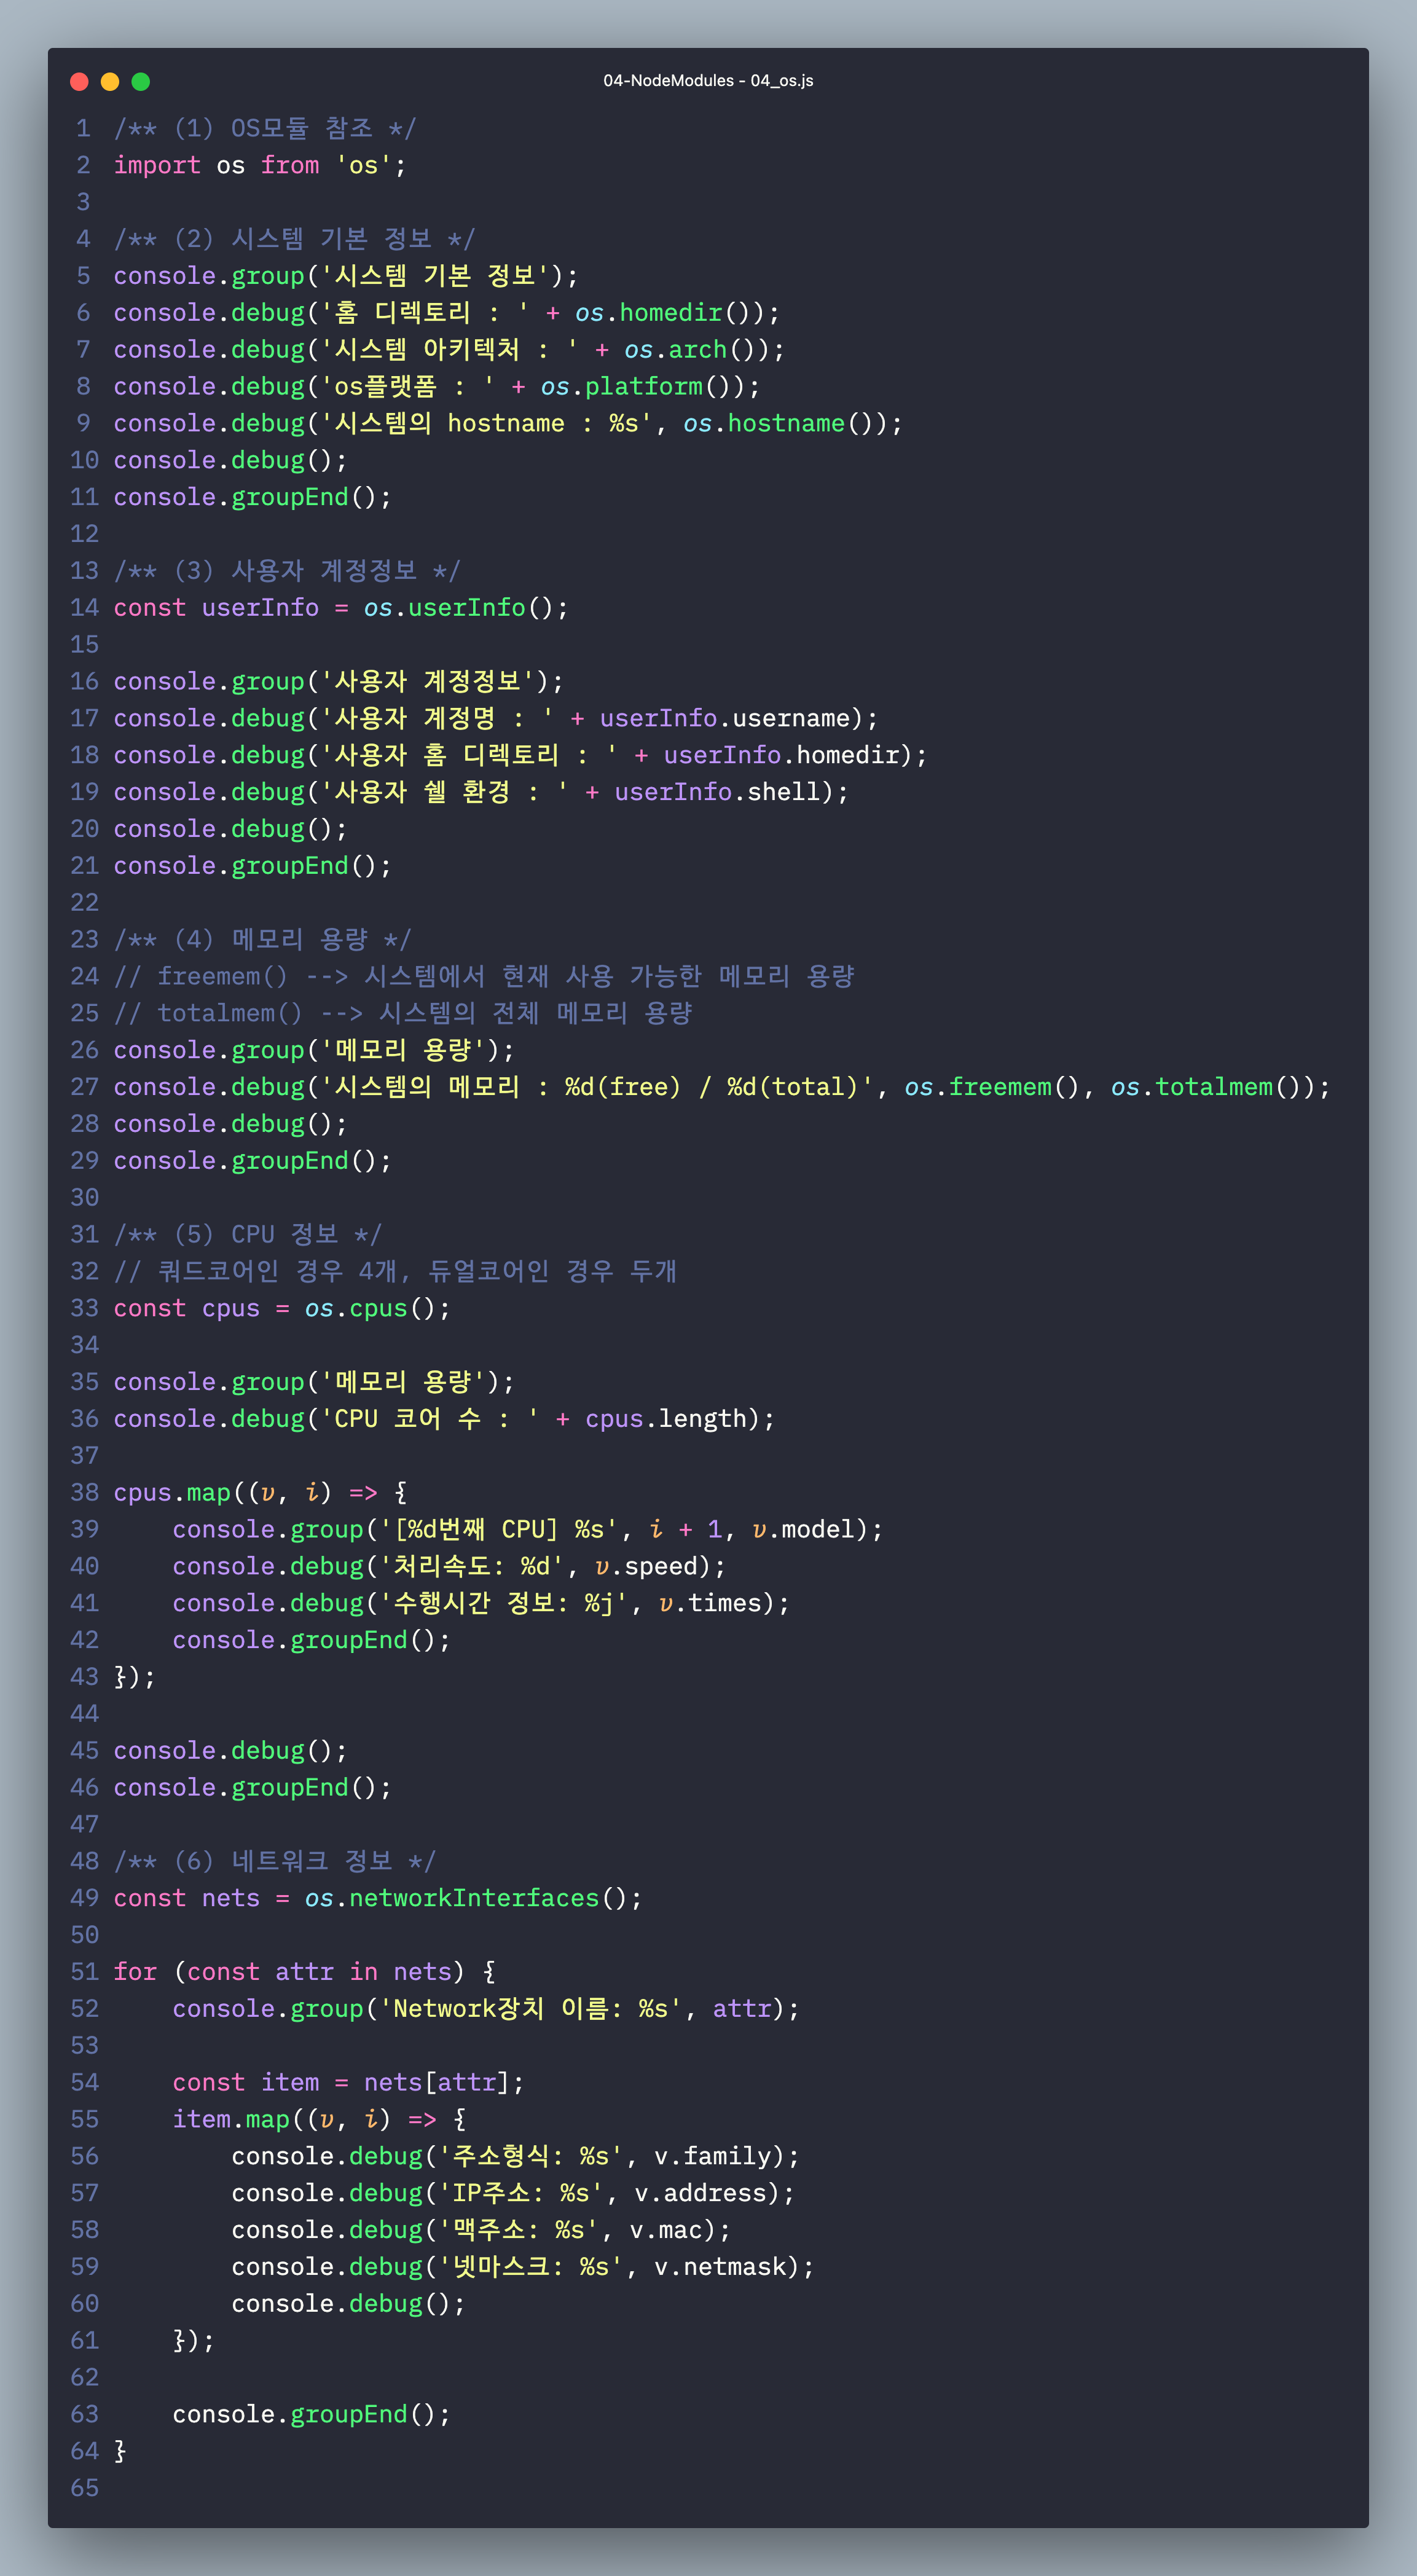 04-NodeModules - 04_os.js
1 /** (1) OS모듈 참조 */
2 import os from 'os';
3
4 /** (2) 시스템 기본 정보 */
5 console.group('시스템 기본 정보');
6 console.debug('홈 디렉토리 : ' + os.homedir());
7 console.debug('시스템 아키텍처 : ' + os.arch());
8 console.debug('os플랫폼 : ' + os.platform());
9 console.debug('시스템의 hostname : %s', os.hostname());
10 console.debug();
11 console.groupEnd();
12
13 /** (3) 사용자 계정정보 */
14 const userInfo = os.userInfo();
15
16 console.group('사용자 계정정보');
17 console.debug('사용자 계정명 : ' + userInfo.username);
18 console.debug('사용자 홈 디렉토리 : ' + userInfo.homedir);
19 console.debug('사용자 쉘 환경 : ' + userInfo.shell);
20 console.debug();
21 console.groupEnd();
22
23 /** (4) 메모리 용량 */
24 // freemem() --> 시스템에서 현재 사용 가능한 메모리 용량
25 // totalmem() --> 시스템의 전체 메모리 용량
26 console.group('메모리 용량');
27 console.debug('시스템의 메모리 : %d(free) / %d(total)', os.freemem(), os.totalmem());
28 console.debug();
29 console.groupEnd();
30
31 /** (5) CPU 정보 */
32 // 쿼드코어인 경우 4개, 듀얼코어인 경우 두개
33 const cpus = os.cpus();
34
35 console.group('메모리 용량');
36 console.debug('CPU 코어 수 : ' + cpus.length);
37
38 cpus.map((v, i) => {
39     console.group('[%d번째 CPU] %s', i + 1, v.model);
40     console.debug('처리속도: %d', v.speed);
41     console.debug('수행시간 정보: %j', v.times);
42     console.groupEnd();
43 });
44
45 console.debug();
46 console.groupEnd();
47
48 /** (6) 네트워크 정보 */
49 const nets = os.networkInterfaces();
50
51 for (const attr in nets) {
52     console.group('Network장치 이름: %s', attr);
53
54     const item = nets[attr];
55     item.map((v, i) => {
56         console.debug('주소형식: %s', v.family);
57         console.debug('IP주소: %s', v.address);
58         console.debug('맥주소: %s', v.mac);
59         console.debug('넷마스크: %s', v.netmask);
60         console.debug();
61     });
62
63     console.groupEnd();
64 }
65